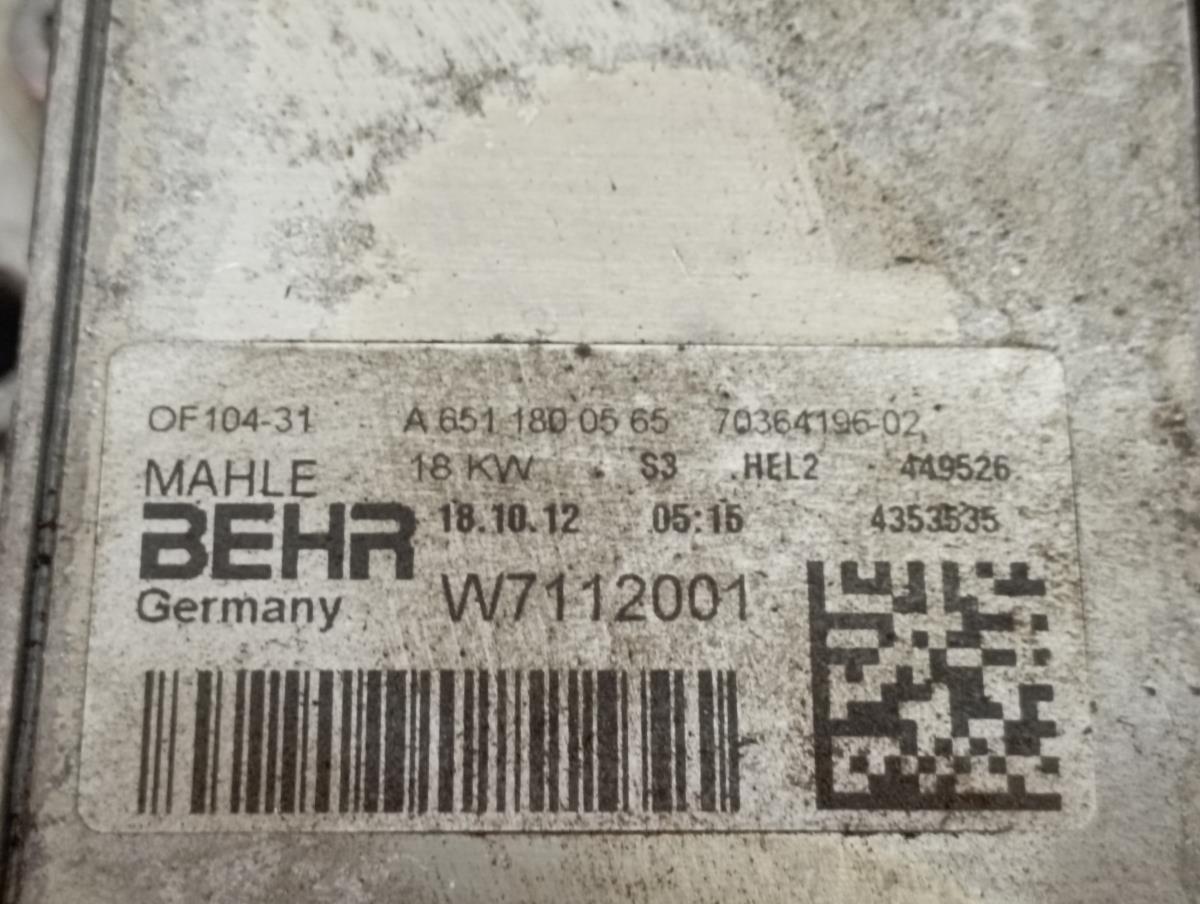 OF104-31 A 651 180 05 65 70364196-02
MAHLE 18 KW S3 HEL2 449526
BEHR 18.10.12 05:15 4353535
Germany W7112001